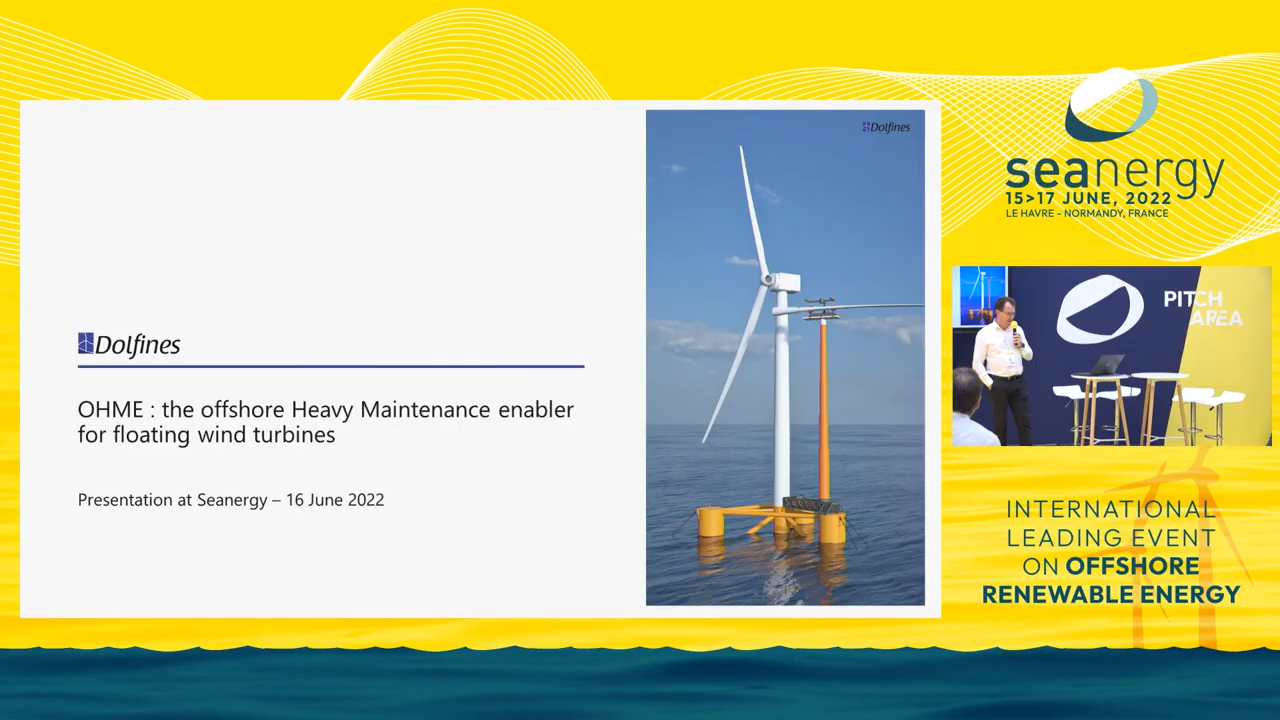 Dolfines
OHME : the offshore Heavy Maintenance enabler
for floating wind turbines
Presentation at Seanergy – 16 June 2022
Dolfines
seanergy
15>17 JUNE, 2022
LE HAVRE - NORMANDY, FRANCE
PITCH
AREA
INTERNATIONAL
LEADING EVENT
ON OFFSHORE
RENEWABLE ENERGY